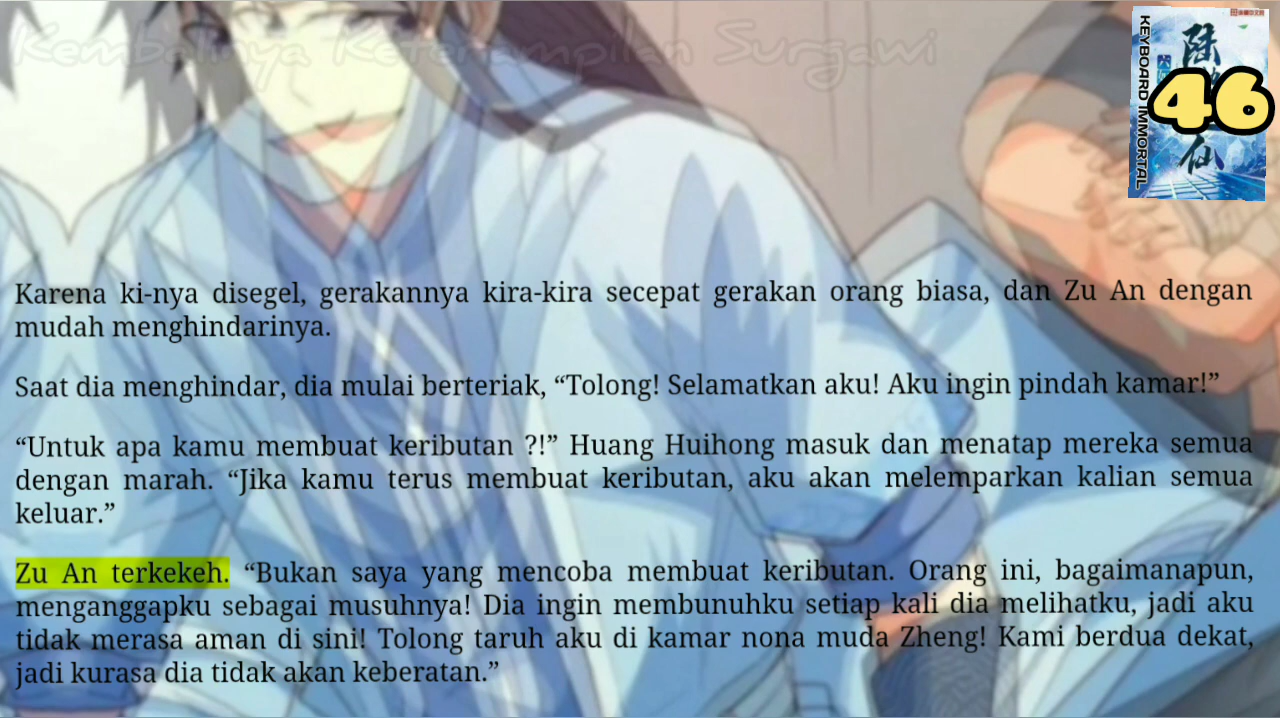 Kembalinya Keterampilan Surgawi
KEYBOARD IMMORTAL
46
仙
Karena ki-nya disegel, gerakannya kira-kira secepat gerakan orang biasa, dan Zu An dengan
mudah menghindarinya.
Saat dia menghindar, dia mulai berteriak, “Tolong! Selamatkan aku! Aku ingin pindah kamar!”
“Untuk apa kamu membuat keributan ?!” Huang Huihong masuk dan menatap mereka semua
dengan marah. “Jika kamu terus membuat keributan, aku akan melemparkan kalian semua
keluar.”
Zu An terkekeh. “Bukan saya yang mencoba membuat keributan. Orang ini, bagaimanapun,
menganggapku sebagai musuhnya! Dia ingin membunuhku setiap kali dia melihatku, jadi aku
tidak merasa aman di sini! Tolong taruh aku di kamar nona muda Zheng! Kami berdua dekat,
jadi kurasa dia tidak akan keberatan.”